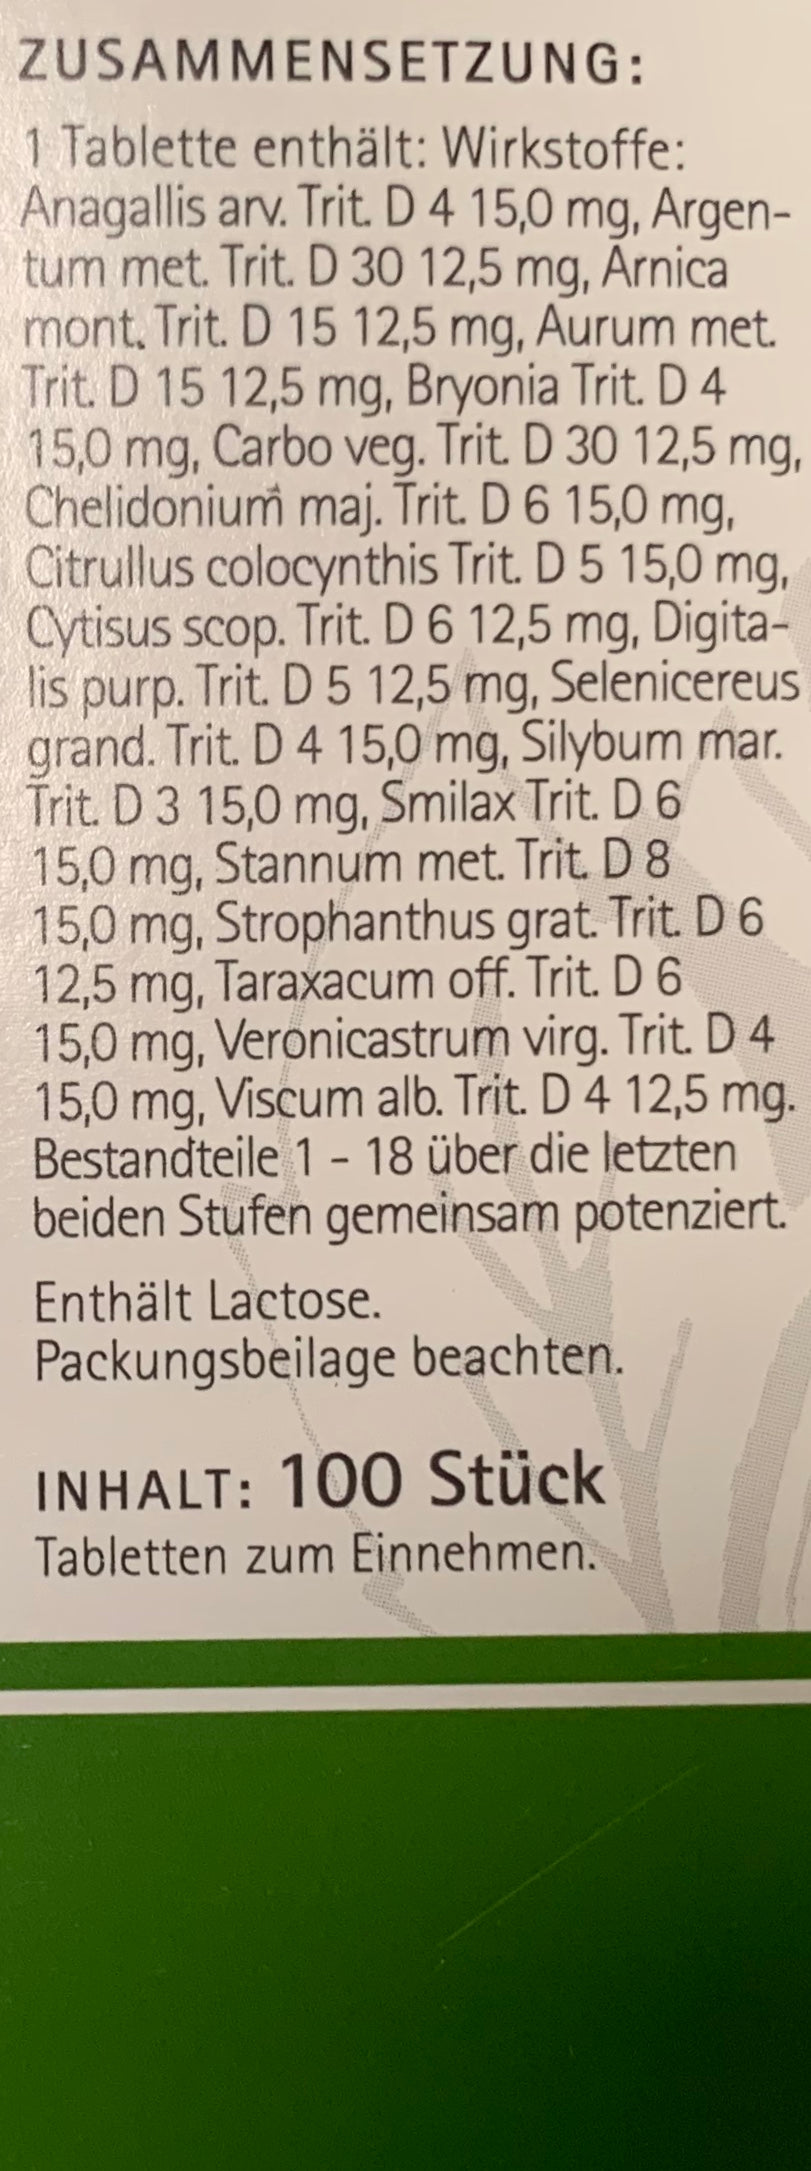 ZUSAMMENSETZUNG:
1 Tablette enthält: Wirkstoffe:
Anagallis arv. Trit. D 4 15,0 mg, Argen-
tum met. Trit. D 30 12,5 mg, Arnica
mont. Trit. D 15 12,5 mg, Aurum met.
Trit. D 15 12,5 mg, Bryonia Trit. D 4
15,0 mg, Carbo veg. Trit. D 30 12,5 mg,
Chelidonium maj. Trit. D 6 15,0 mg,
Citrullus colocynthis Trit. D 5 15,0 mg,
Cytisus scop. Trit. D 6 12,5 mg, Digita-
lis purp. Trit. D 5 12,5 mg, Selenicereus
grand. Trit. D 4 15,0 mg, Silybum mar.
Trit. D 3 15,0 mg, Smilax Trit. D 6
15,0 mg, Stannum met. Trit. D 8
15,0 mg, Strophanthus grat. Trit. D 6
12,5 mg, Taraxacum off. Trit. D 6
15,0 mg, Veronicastrum virg. Trit. D 4
15,0 mg, Viscum alb. Trit. D 4 12,5 mg.
Bestandteile 1 - 18 über die letzten
beiden Stufen gemeinsam potenziert.
Enthält Lactose.
Packungsbeilage beachten.
INHALT: 100 Stück
Tabletten zum Einnehmen.